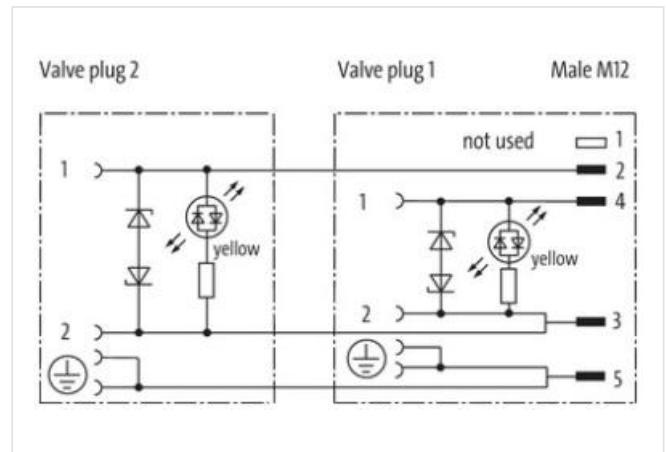 Valve plug 2 Valve plug 1 Male M12
not used 1
1 2
1 4
yellow yellow
2 2 3
5